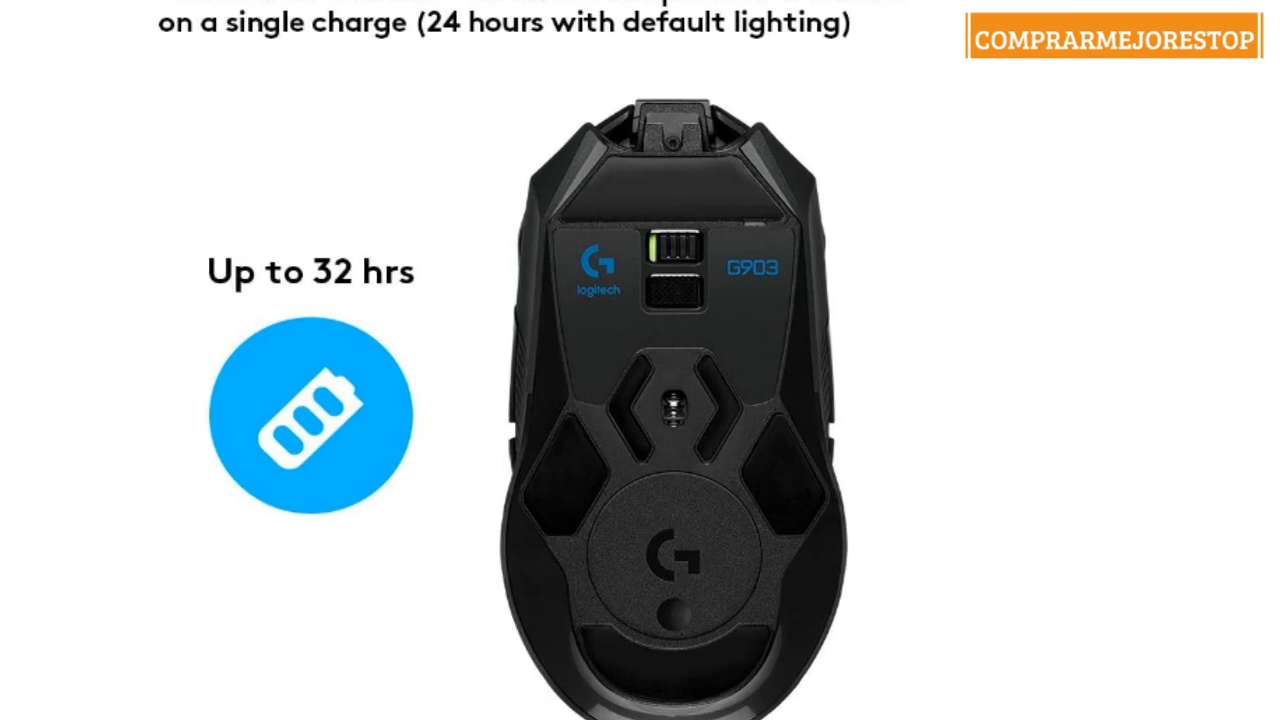 on a single charge (24 hours with default lighting)
COMPRARMEJORESTOP
Up to 32 hrs
logitech
G903